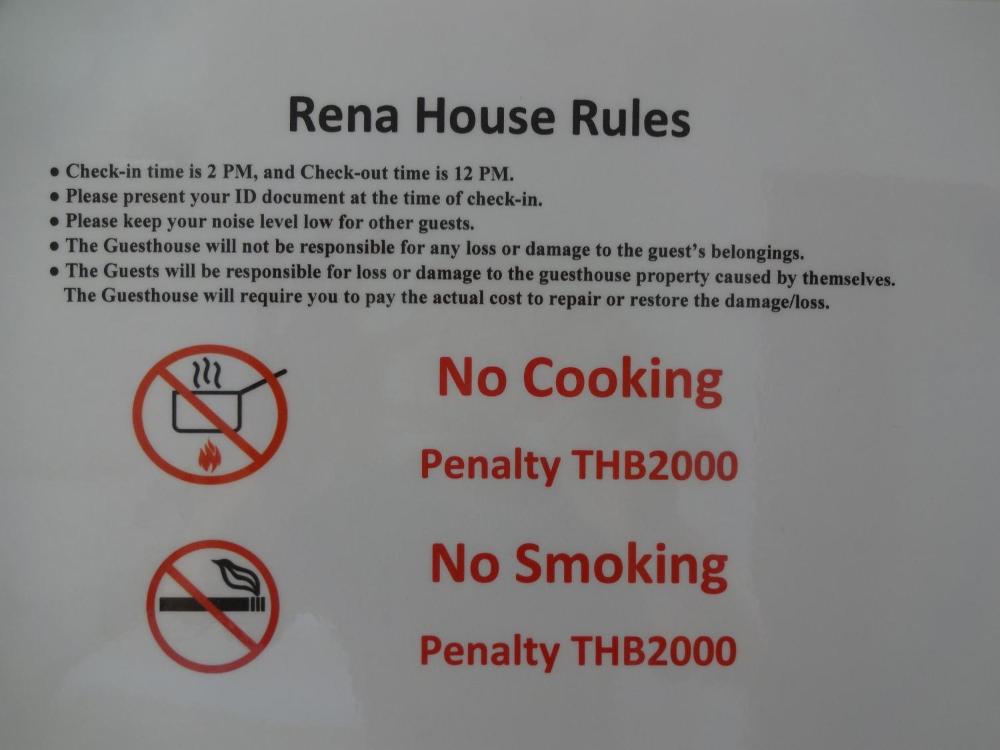 Rena House Rules
● Check-in time is 2 PM, and Check-out time is 12 PM.
● Please present your ID document at the time of check-in.
● Please keep your noise level low for other guests.
● The Guesthouse will not be responsible for any loss or damage to the guest's belongings.
● The Guests will be responsible for loss or damage to the guesthouse property caused by themselves.
The Guesthouse will require you to pay the actual cost to repair or restore the damage/loss.
No Cooking
Penalty THB2000
No Smoking
Penalty THB2000